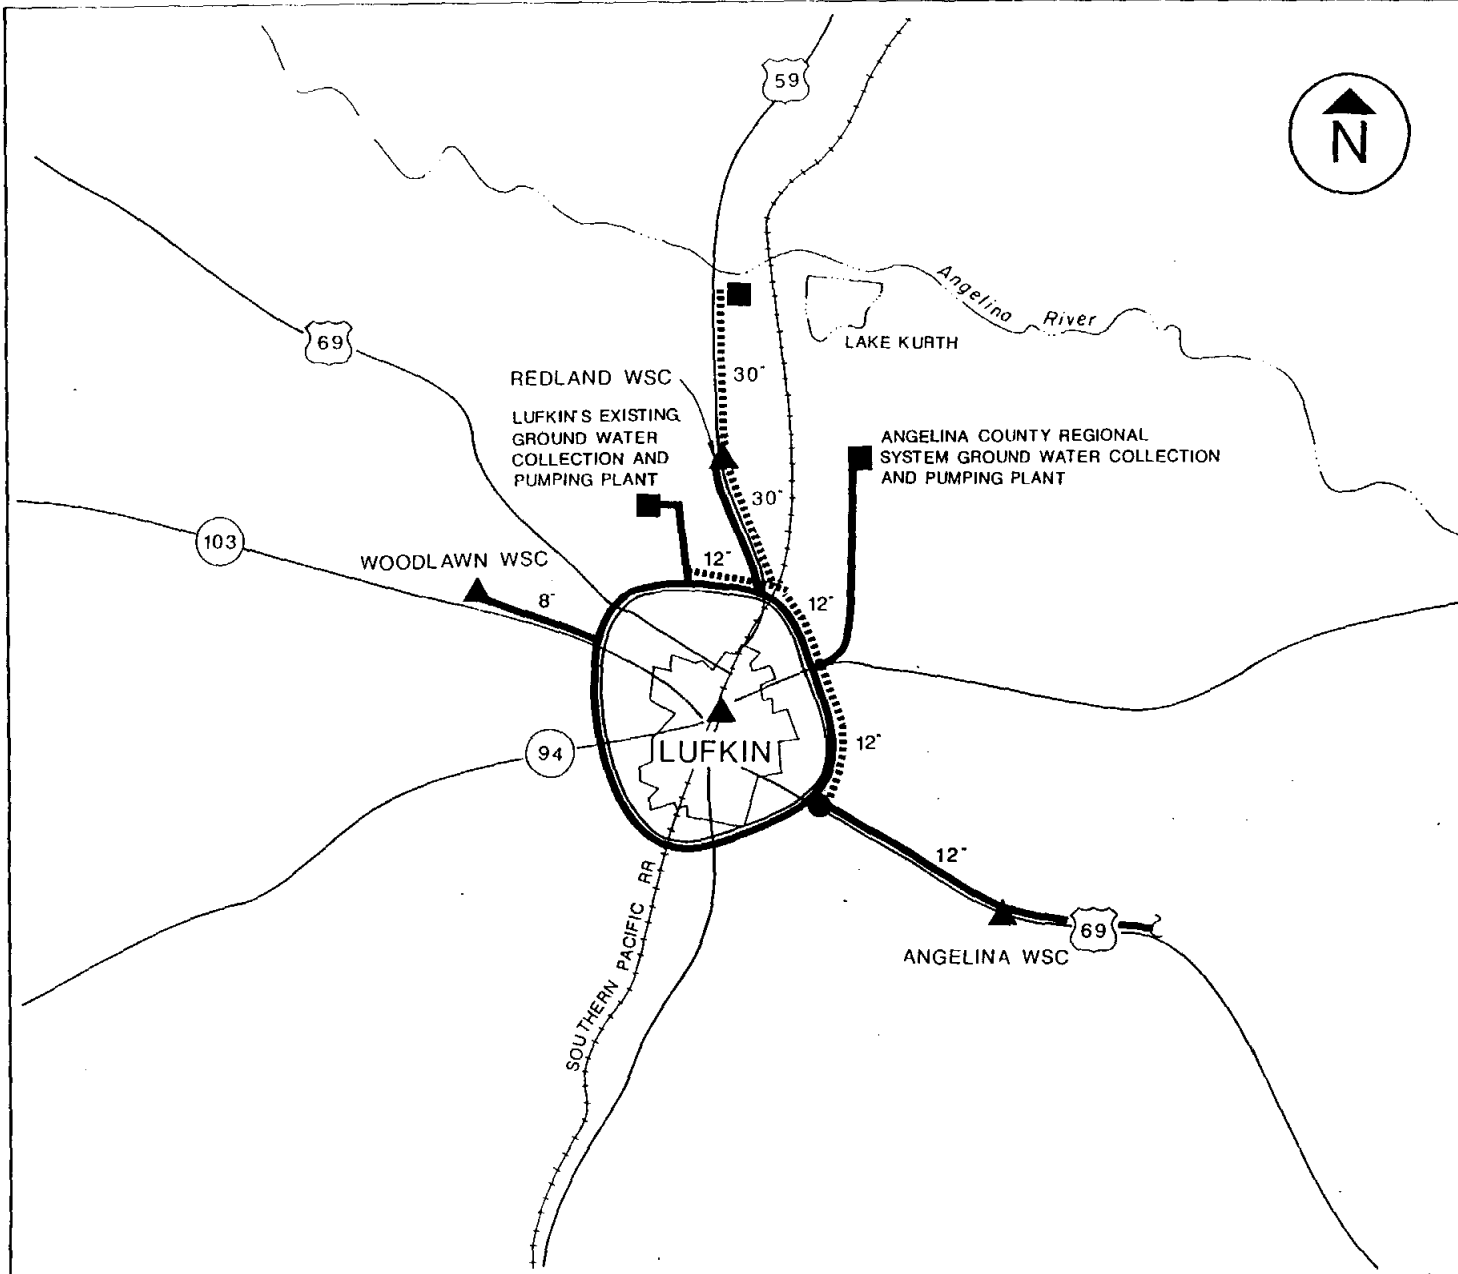 59
N
Angelina River
69
LAKE KURTH
30"
REDLAND WSC
LUFKIN'S EXISTING
GROUND WATER
COLLECTION AND
PUMPING PLANT
ANGELINA COUNTY REGIONAL
SYSTEM GROUND WATER COLLECTION
AND PUMPING PLANT
30"
103
WOODLAWN WSC
12"
8"
12"
94
LUFKIN
12"
12"
SOUTHERN PACIFIC RR
69
ANGELINA WSC